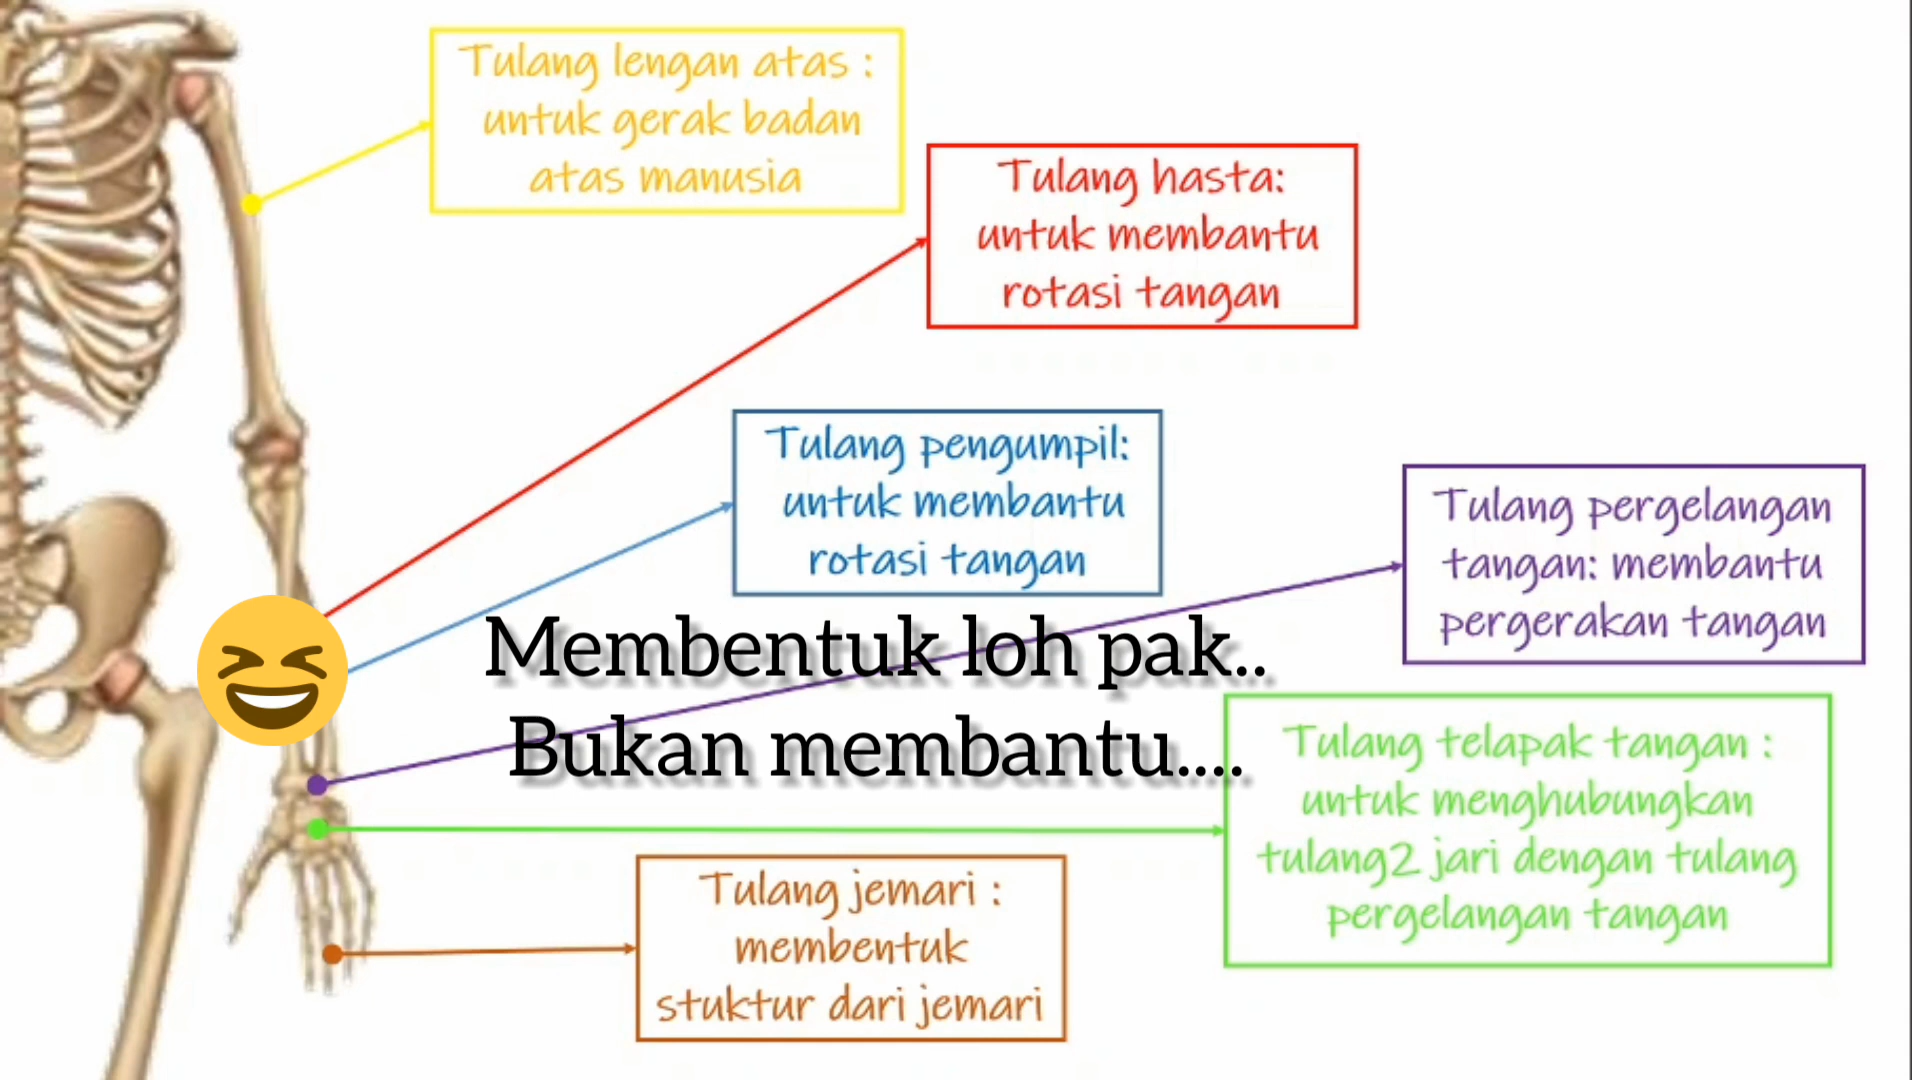 Tulang lengan atas :
untuk gerak badan
atas manusia
Tulang hasta:
untuk membantu
rotasi tangan
Tulang pengumpil:
untuk membantu
rotasi tangan
Tulang pergelangan
tangan: membantu
pergerakan tangan
Membentuk loh pak..
Bukan membantu....
Tulang telapak tangan :
untuk menghubungkan
tulang2 jari dengan tulang
pergelangan tangan
Tulang jemari :
membentuk
stuktur dari jemari